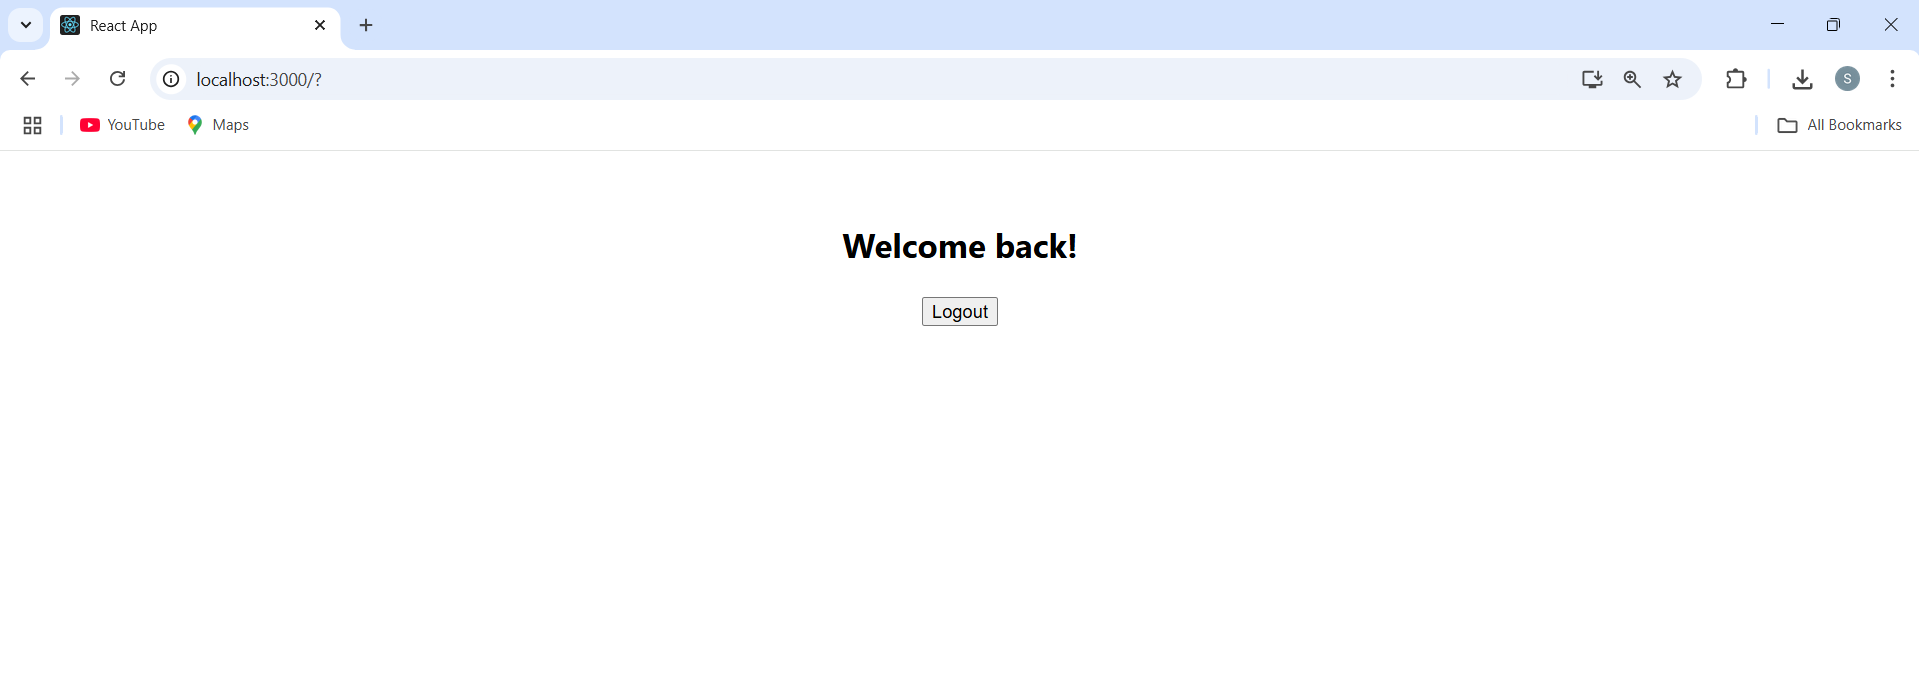 React App
localhost:3000/?
S
YouTube
Maps
All Bookmarks
Welcome back!
Logout